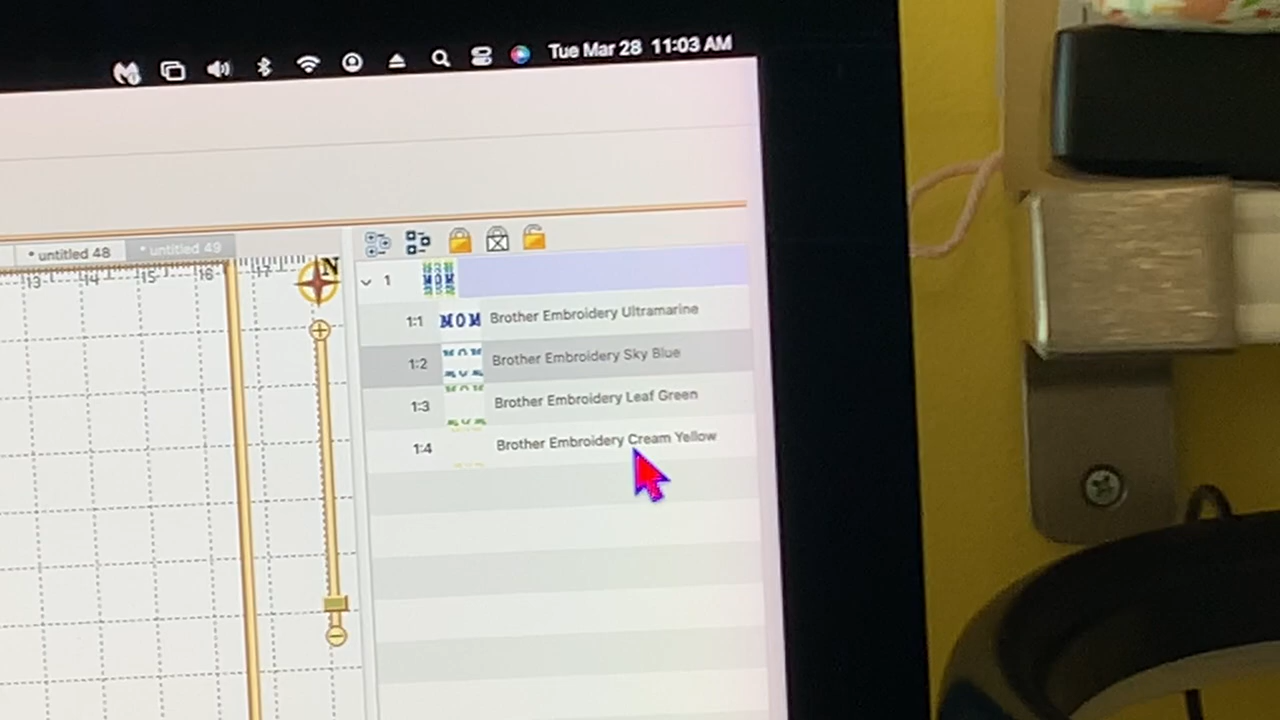 Tue Mar 28 11:03 AM
* untitled 48
* untitled 49
13 14 15 16 17
N
1 MOM
1:1 MOM Brother Embroidery Ultramarine
1:2 Brother Embroidery Sky Blue
1:3 Brother Embroidery Leaf Green
1:4 Brother Embroidery Cream Yellow